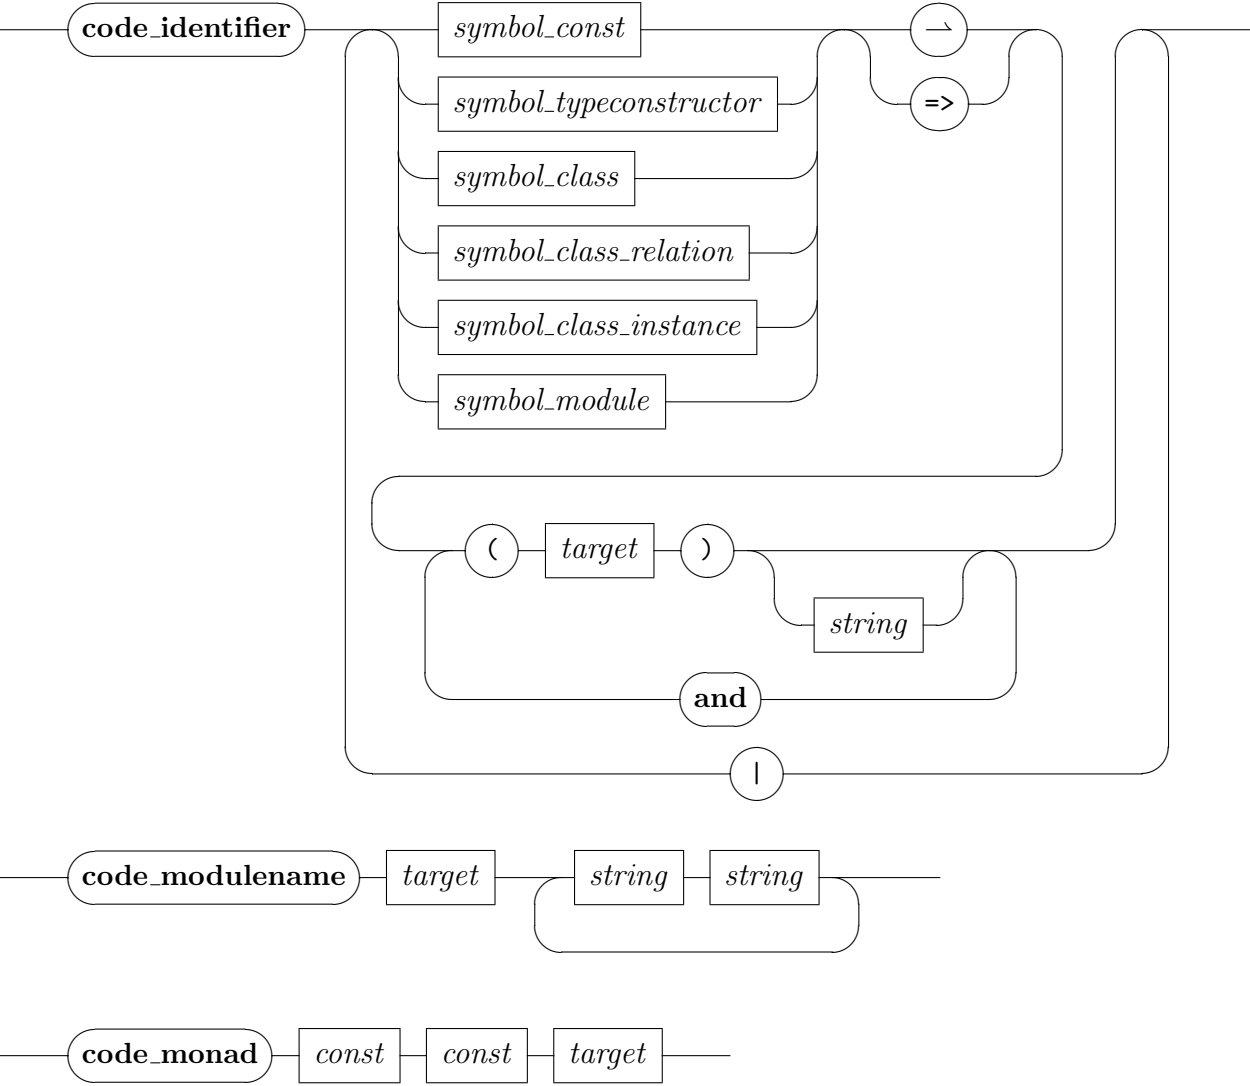 code_identifier symbol_const ⇀
symbol_typeconstructor =>
symbol_class
symbol_class_relation
symbol_class_instance
symbol_module
( target )
string
and
|
code_modulename target string string
code_monad const const target